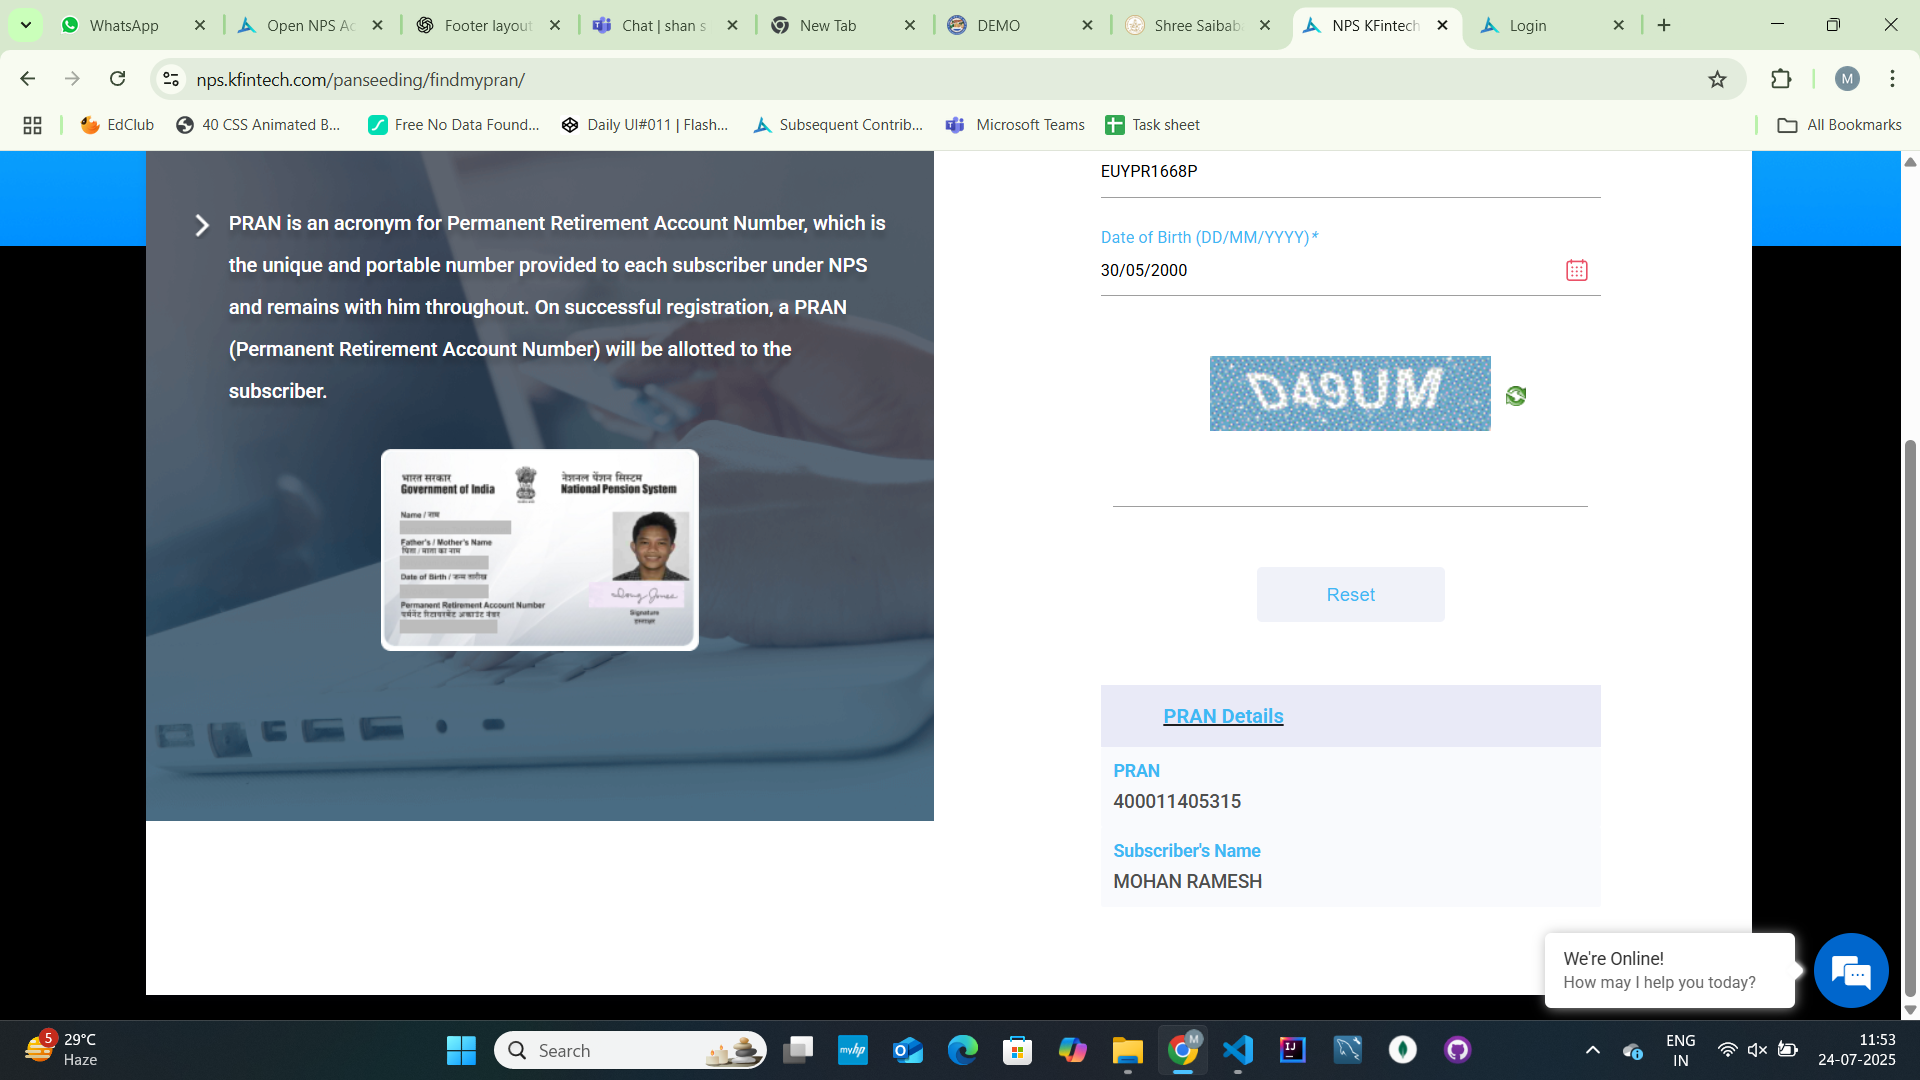 WhatsApp
Open NPS Ac
Footer layout
Chat | shan s
New Tab
DEMO
Shree Saibab
NPS KFintech
Login
nps.kfintech.com/panseeding/findmypran/
M
EdClub
40 CSS Animated B...
Free No Data Found...
Daily UI#011 | Flash...
Subsequent Contrib...
Microsoft Teams
Task sheet
All Bookmarks
PRAN is an acronym for Permanent Retirement Account Number, which is
the unique and portable number provided to each subscriber under NPS
and remains with him throughout. On successful registration, a PRAN
(Permanent Retirement Account Number) will be allotted to the
subscriber.
भारत सरकार
Government of India
नेशनल पेंशन सिस्टम
National Pension System
Name / नाम
Father's / Mother's Name
पिता / माता का नाम
Date of Birth / जन्म तारीख
Permanent Retirement Account Number
Signature
EUYPR1668P
Date of Birth (DD/MM/YYYY)*
30/05/2000
D49UM
Reset
PRAN Details
PRAN
400011405315
Subscriber's Name
MOHAN RAMESH
We're Online!
How may I help you today?
5
29°C
Haze
Search
myhp
M
ENG
IN
11:53
24-07-2025